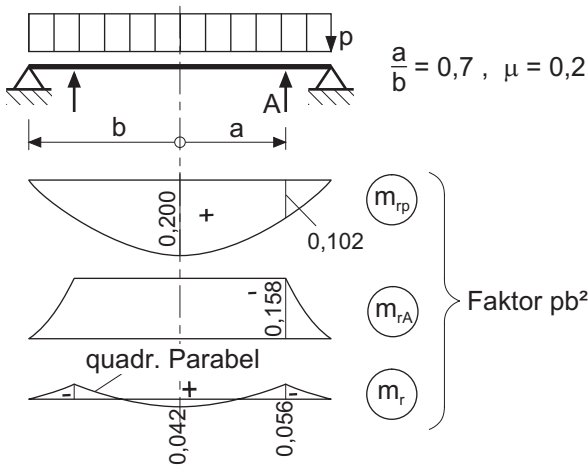 p
a/b = 0,7 , μ = 0,2
A
b a
0,200 + 0,102 m_rp
- 0,158 m_rA
Faktor pb²
quadr. Parabel
- + - m_r
0,042 0,056